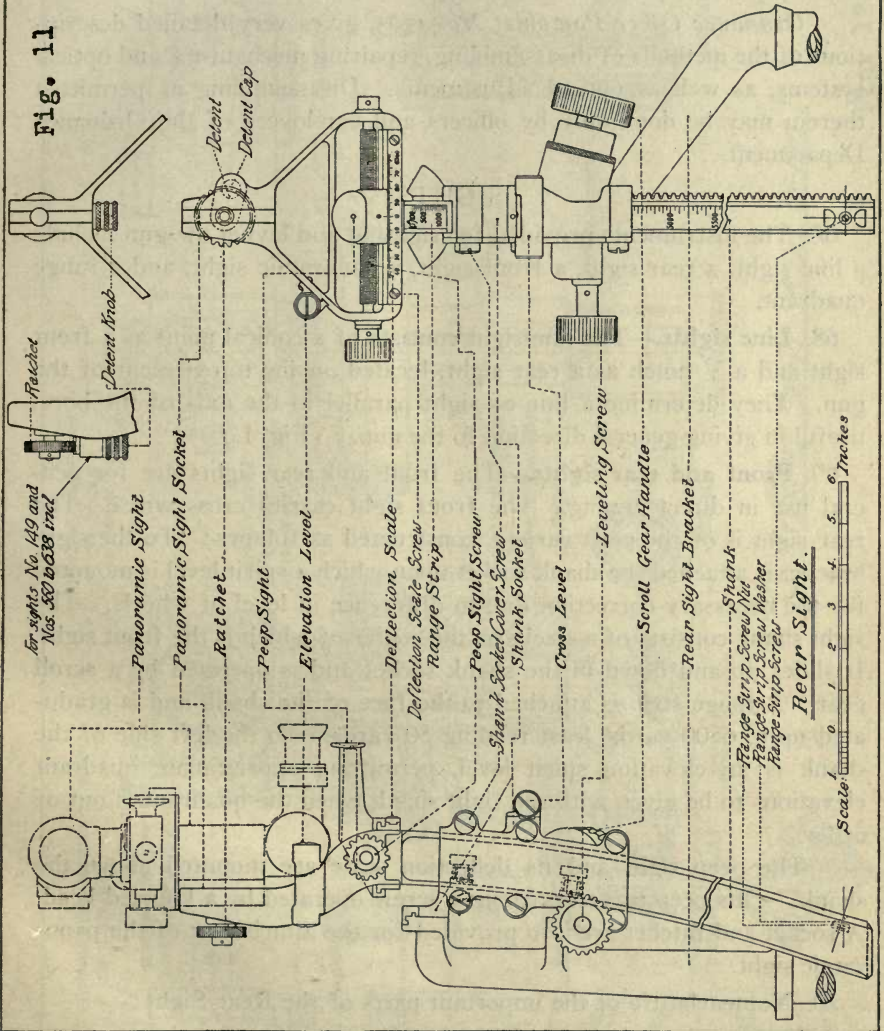 Fig. 11
For sights No. 149 and
Nos. 580 to 638 incl
Ratchet
Detent Knob
Detent
Detent Cap
Panoramic Sight
Panoramic Sight Socket
Ratchet
Peep Sight
Elevation Level
Deflection Scale
Deflection Scale Screw
Range Strip
Peep Sight Screw
Shank Socket Cover Screw
Shank Socket
Cross Level
Leveling Screw
Scroll Gear Handle
Rear Sight Bracket
Shank
Range Strip Screw Nut
Range Strip Screw Washer
Range Strip Screw
Rear Sight.
Scale:
1 0 1 2 3 4 5 6 Inches